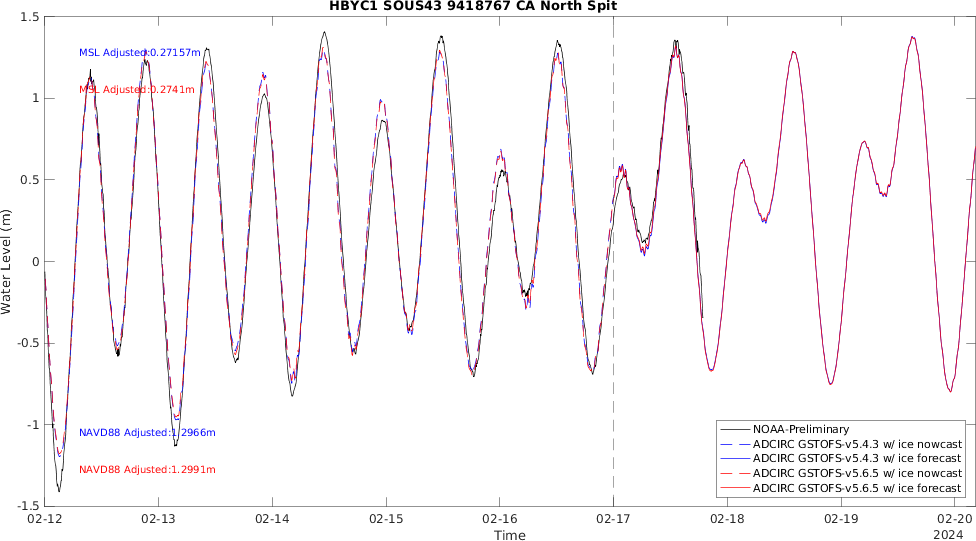 HBYC1 SOUS43 9418767 CA North Spit
1.5
1
0.5
0
-0.5
-1
-1.5
Water Level (m)
MSL Adjusted:0.27157m
MSL Adjusted:0.2741m
NAVD88 Adjusted:1.2966m
NAVD88 Adjusted:1.2991m
NOAA-Preliminary
ADCIRC GSTOFS-v5.4.3 w/ ice nowcast
ADCIRC GSTOFS-v5.4.3 w/ ice forecast
ADCIRC GSTOFS-v5.6.5 w/ ice nowcast
ADCIRC GSTOFS-v5.6.5 w/ ice forecast
02-12 02-13 02-14 02-15 02-16 02-17 02-18 02-19 02-20
Time 2024